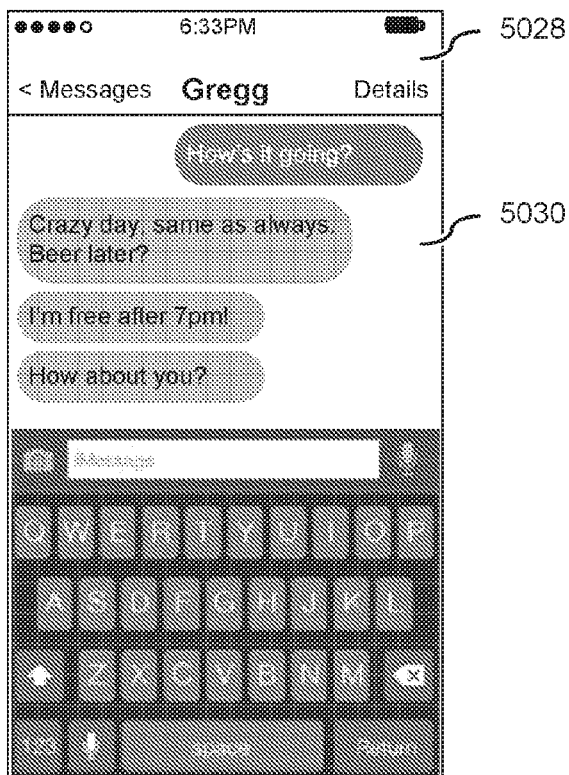 6:33PM
5028
< Messages Gregg Details
How's it going?
5030
Crazy day, same as always.
Beer later?
I'm free after 7pm!
How about you?
iMessage
Q W E R T Y U I O P
A S D F G H J K L
Z X C V B N M
123 space Return